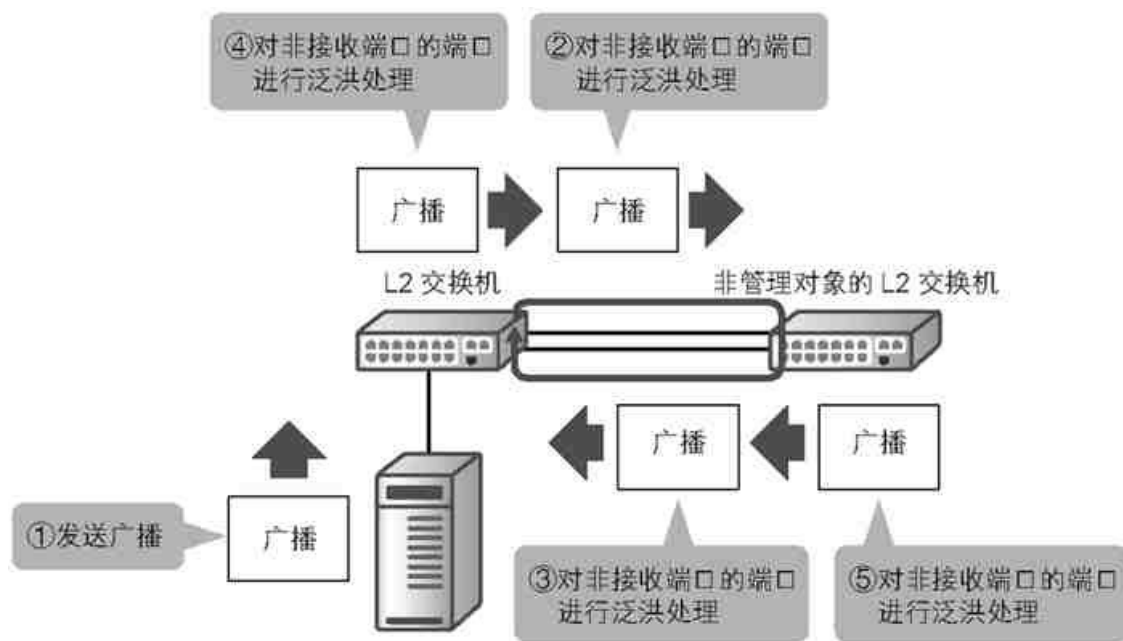 ④对非接收端口的端口
进行泛洪处理
②对非接收端口的端口
进行泛洪处理
广播
广播
L2 交换机
非管理对象的 L2 交换机
广播
广播
①发送广播
广播
③对非接收端口的端口
进行泛洪处理
⑤对非接收端口的端口
进行泛洪处理